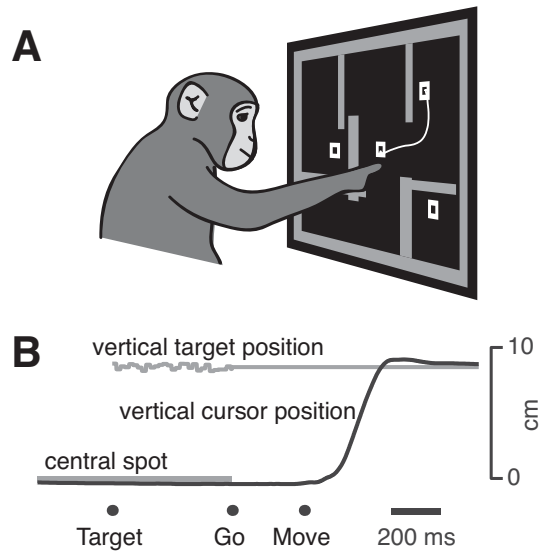 A
B
vertical target position
10
vertical cursor position
cm
central spot
0
Target Go Move 200 ms